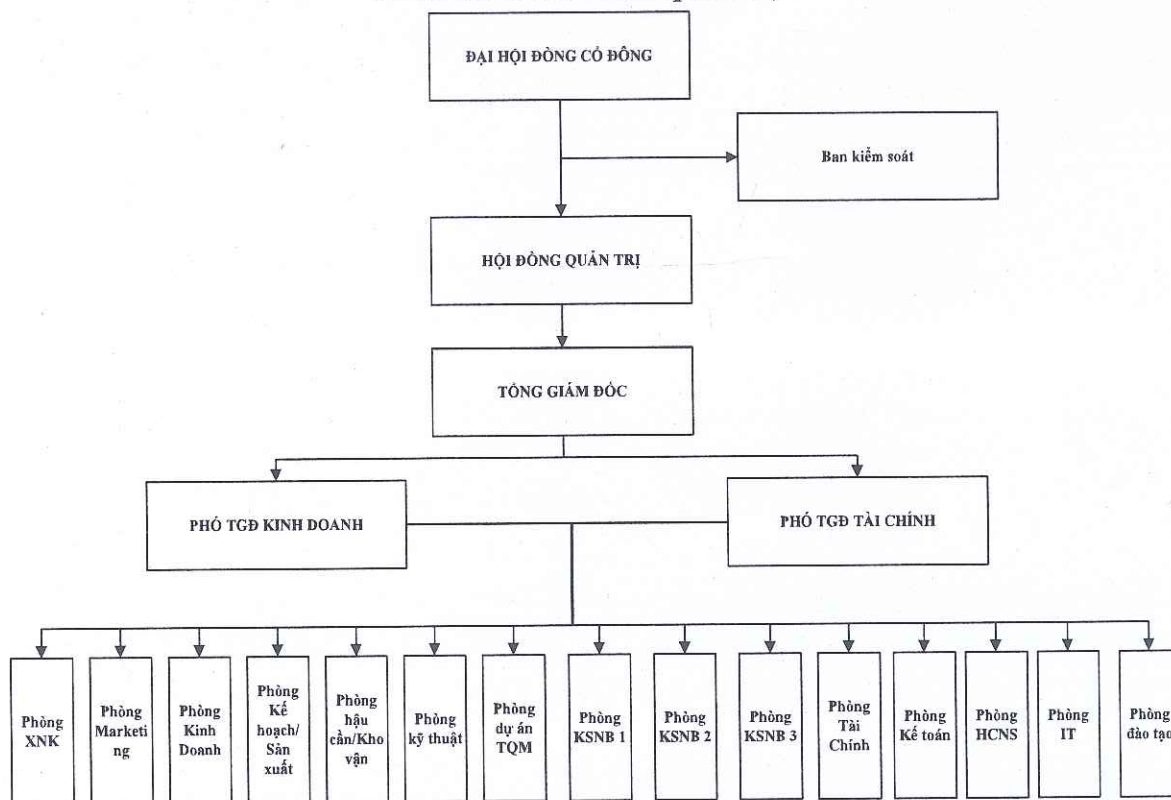 ĐẠI HỘI ĐỒNG CỔ ĐÔNG
Ban kiểm soát
HỘI ĐỒNG QUẢN TRỊ
TỔNG GIÁM ĐỐC
PHÓ TGĐ KINH DOANH
PHÓ TGĐ TÀI CHÍNH
Phòng
XNK
Phòng
Marketi
ng
Phòng
Kinh
Doanh
Phòng
Kế
hoạch/
Sản
xuất
Phòng
hậu
cần/Kho
vận
Phòng
kỹ thuật
Phòng
dự án
TQM
Phòng
KSNB 1
Phòng
KSNB 2
Phòng
KSNB 3
Phòng
Tài
Chính
Phòng
Kế toán
Phòng
HCNS
Phòng
IT
Phòng
đào tạo